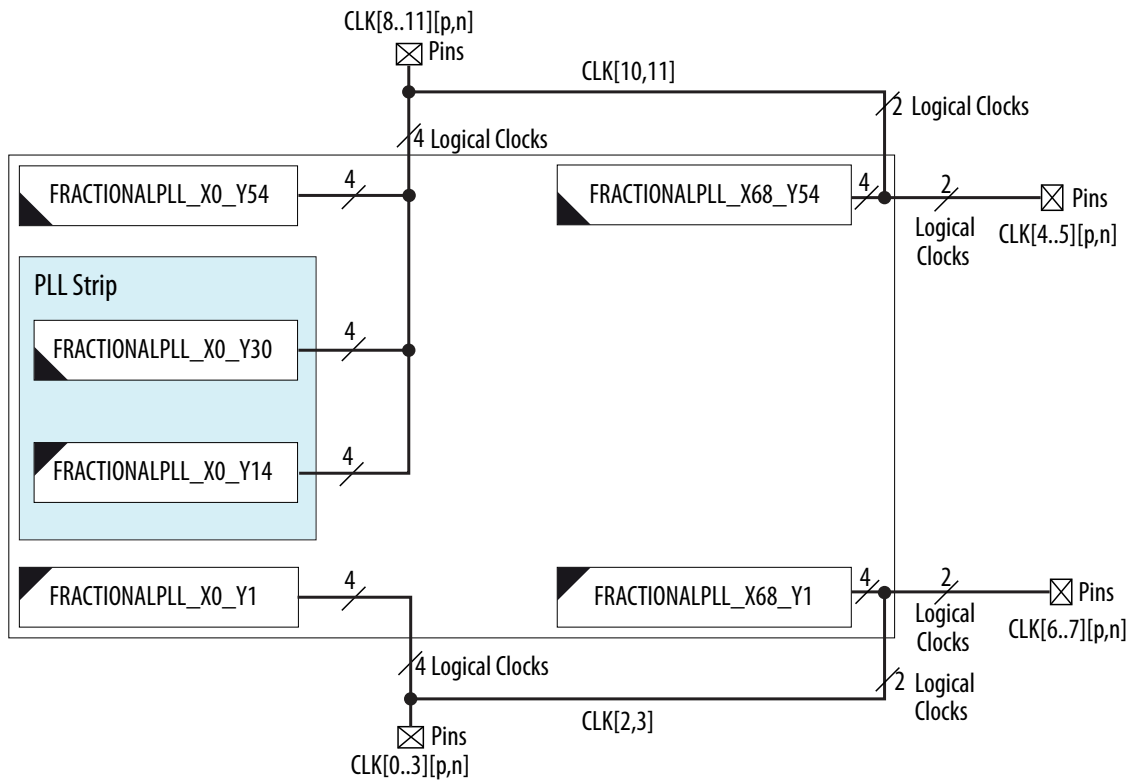 CLK[8..11][p,n]
Pins
CLK[10,11]
2 Logical Clocks
4 Logical Clocks
FRACTIONALPLL_X0_Y54
4
FRACTIONALPLL_X68_Y54
4
2
Logical
Clocks
Pins
CLK[4..5][p,n]
PLL Strip
FRACTIONALPLL_X0_Y30
4
FRACTIONALPLL_X0_Y14
4
FRACTIONALPLL_X0_Y1
4
FRACTIONALPLL_X68_Y1
4
2
Logical
Clocks
Pins
CLK[6..7][p,n]
4 Logical Clocks
2 Logical
Clocks
CLK[2,3]
Pins
CLK[0..3][p,n]